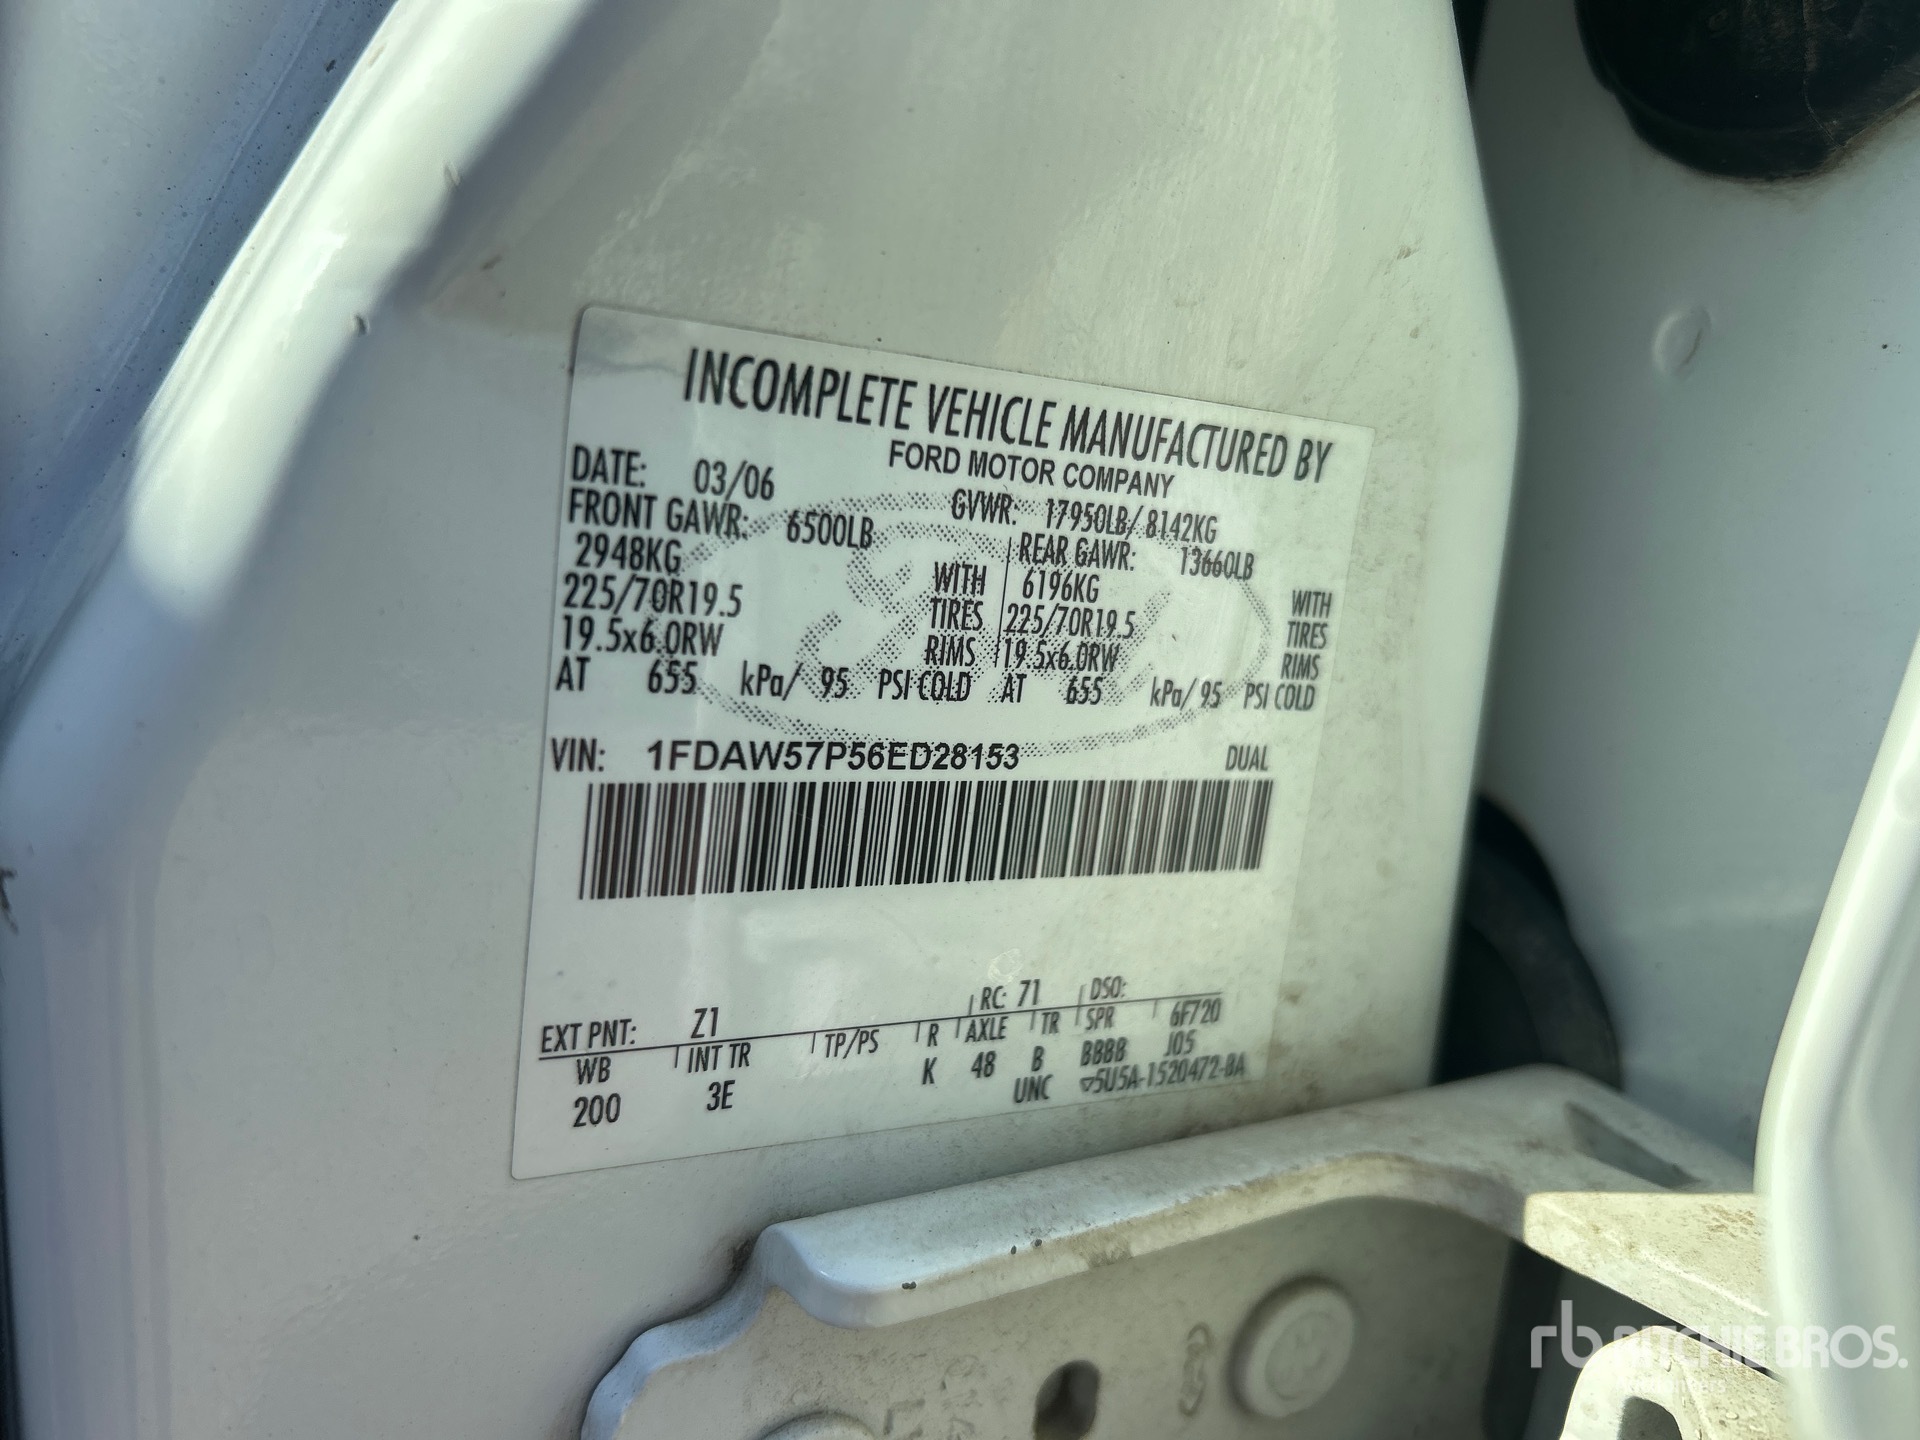 INCOMPLETE VEHICLE MANUFACTURED BY
FORD MOTOR COMPANY
DATE: 03/06 GVWR: 17950LB/ 8142KG
FRONT GAWR: 6500LB REAR GAWR: 13660LB
2948KG WITH 6196KG WITH
225/70R19.5 TIRES 225/70R19.5 TIRES
19.5x6.0RW RIMS 19.5x6.0RW RIMS
AT 655 kPa/ 95 PSI COLD AT 655 kPa/ 95 PSI COLD
VIN: 1FDAW57P56ED28153 DUAL
EXT PNT: Z1 RC: 71 DSO:
WB INT TR TP/PS R AXLE TR SPR 6F720
200 3E K 48 B BBBB J05
UNC ▽5U5A-1520472-BA
rb RITCHIE BROS.